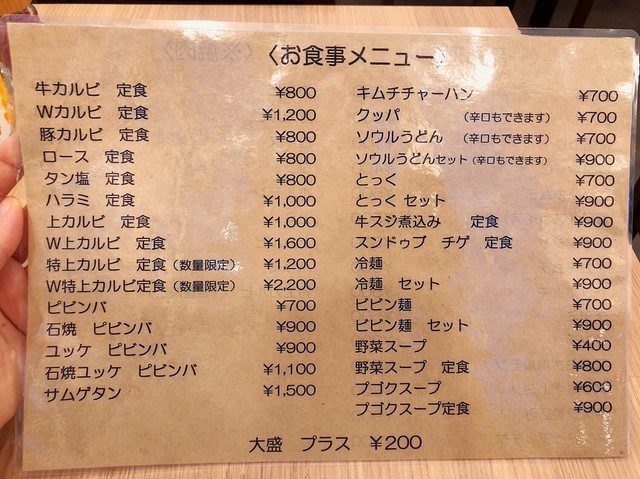 〈お食事メニュー〉
牛カルビ 定食 ¥800
Wカルビ 定食 ¥1,200
豚カルビ 定食 ¥800
ロース 定食 ¥800
タン塩 定食 ¥800
ハラミ 定食 ¥1,000
上カルビ 定食 ¥1,000
W上カルビ 定食 ¥1,600
特上カルビ 定食（数量限定） ¥1,200
W特上カルビ定食（数量限定） ¥2,200
ビビンバ ¥700
石焼 ビビンバ ¥900
ユッケ ビビンバ ¥900
石焼ユッケ ビビンバ ¥1,100
サムゲタン ¥1,500
キムチチャーハン ¥700
クッパ （辛口もできます） ¥700
ソウルうどん （辛口もできます） ¥700
ソウルうどんセット（辛口もできます） ¥900
とっく ¥700
とっく セット ¥900
牛スジ煮込み 定食 ¥900
スンドゥブ チゲ 定食 ¥900
冷麺 ¥700
冷麺 セット ¥900
ビビン麺 ¥700
ビビン麺 セット ¥900
野菜スープ ¥400
野菜スープ 定食 ¥800
プゴクスープ ¥600
プゴクスープ定食 ¥900
大盛 プラス ¥200